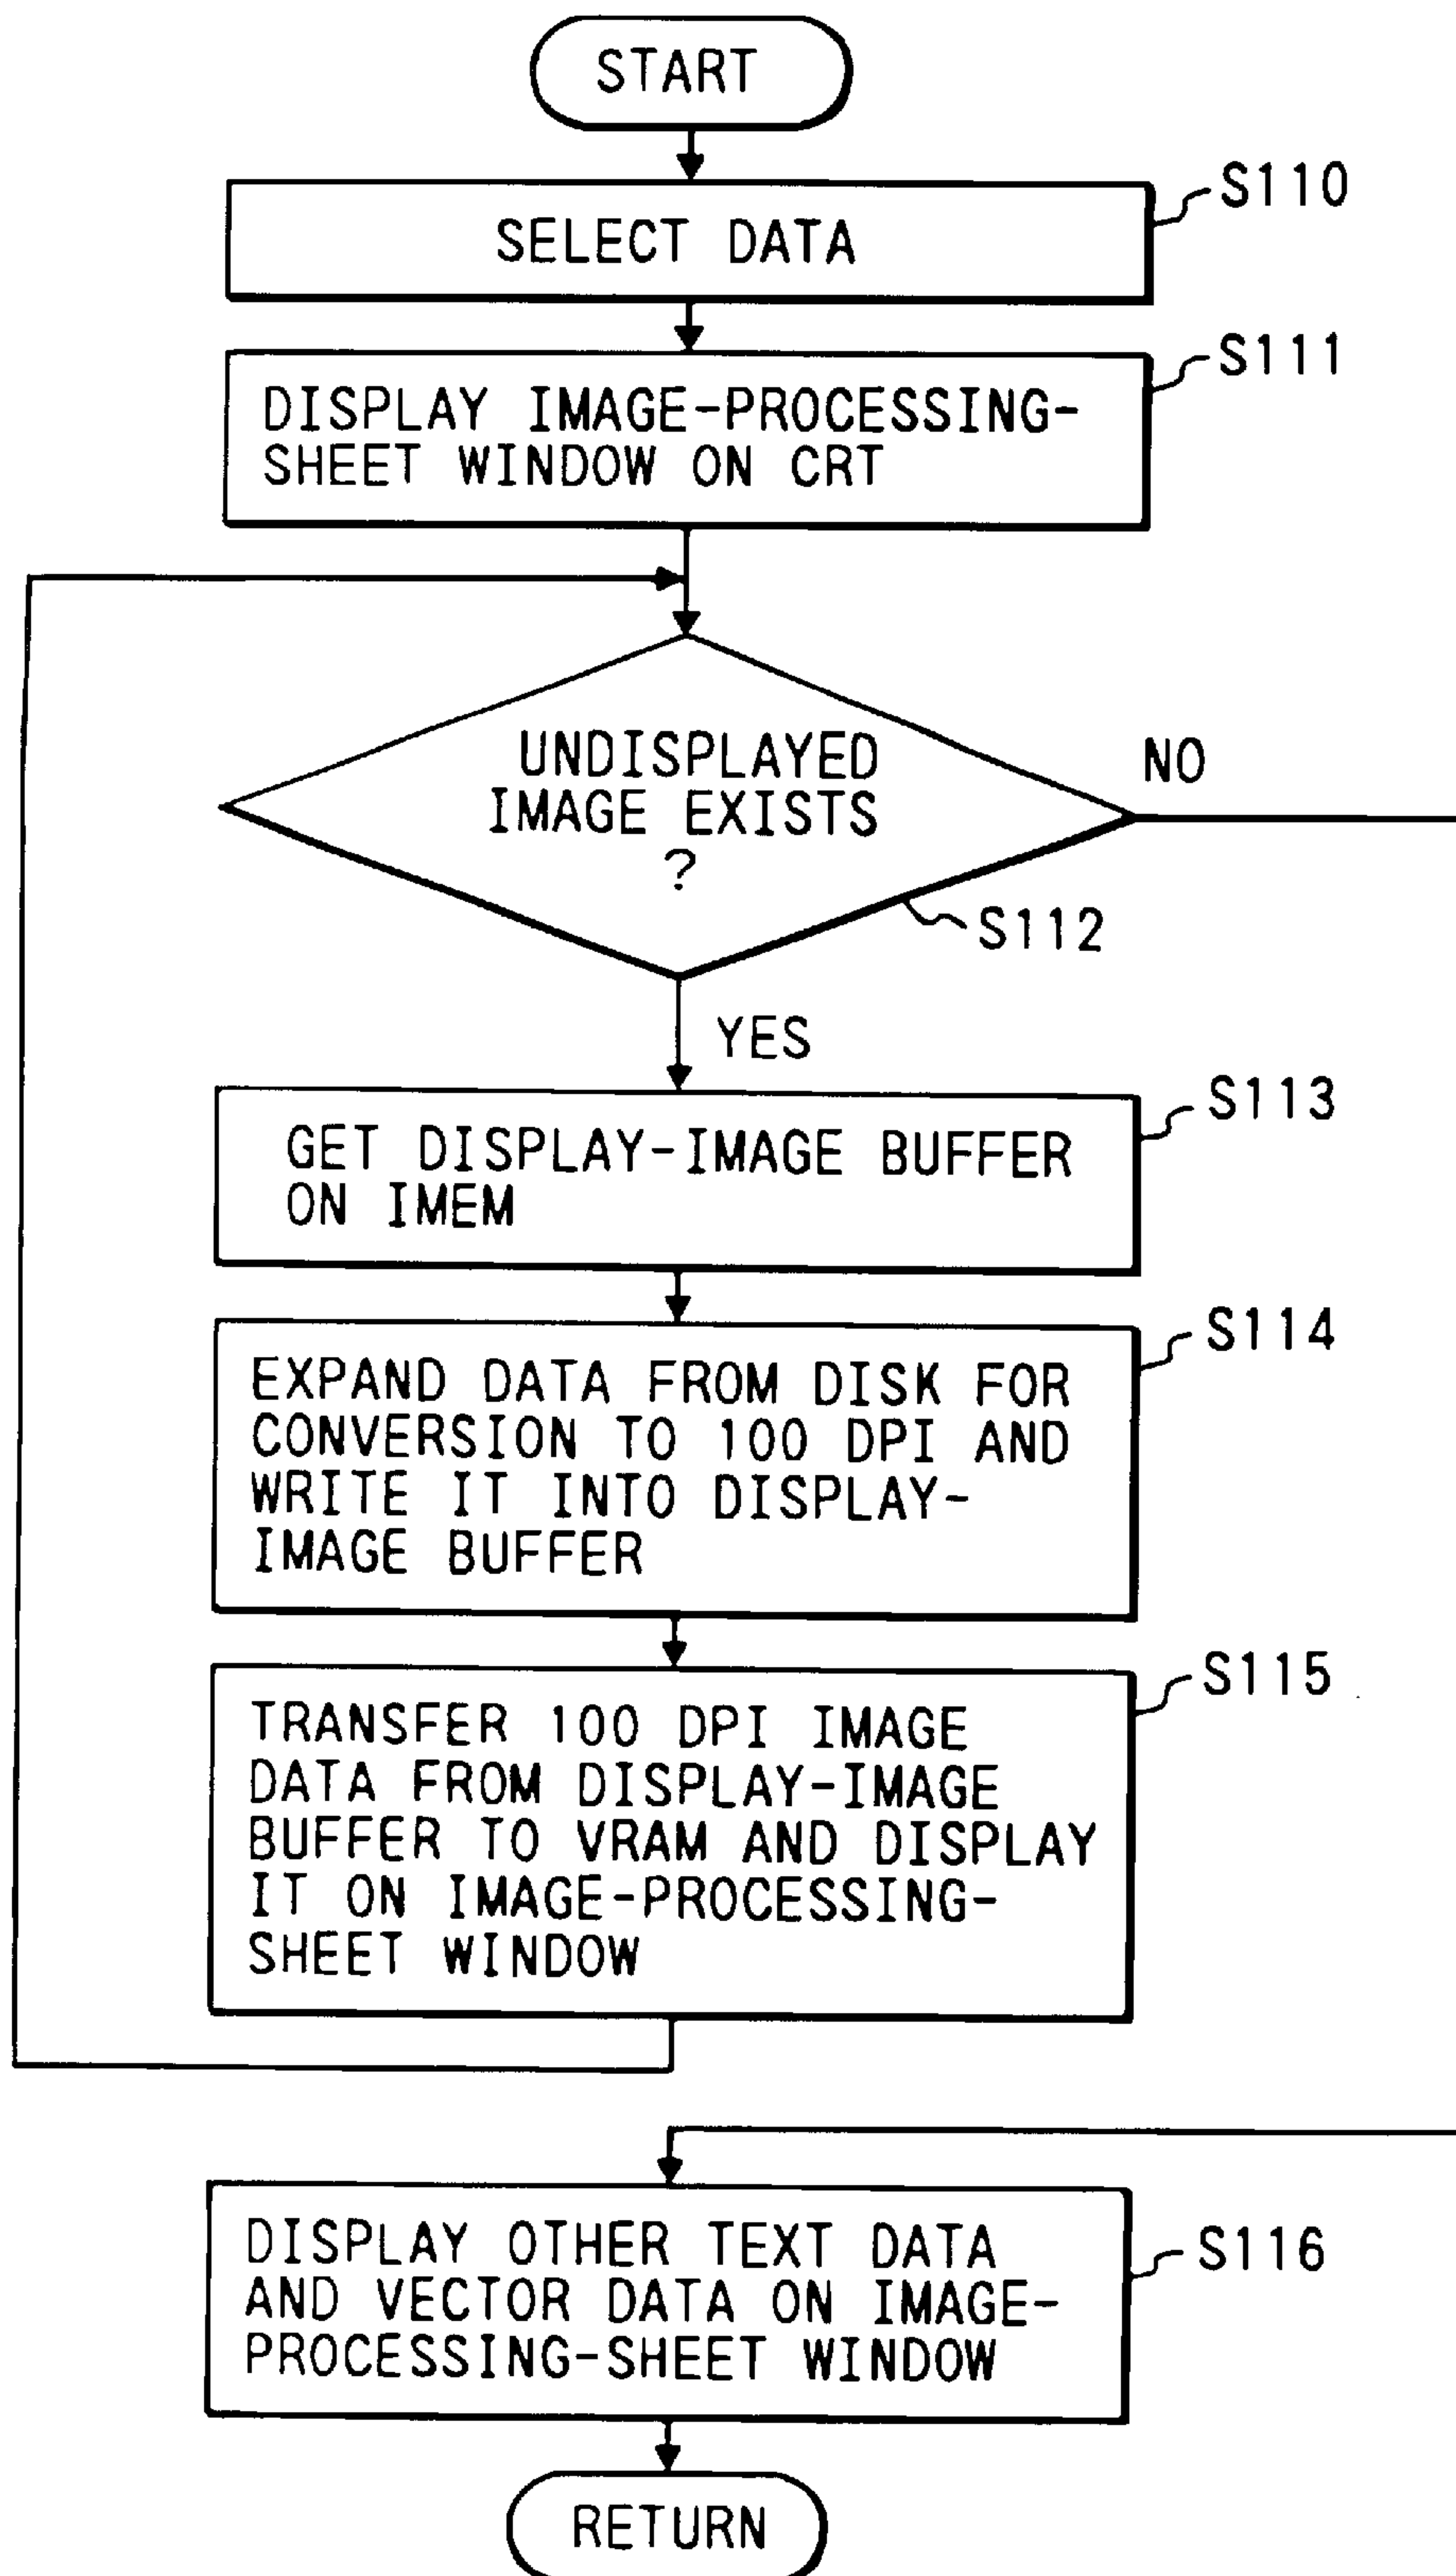 START
S110
SELECT DATA
S111
DISPLAY IMAGE-PROCESSING-
SHEET WINDOW ON CRT
UNDISPLAYED
IMAGE EXISTS
?
NO
S112
YES
S113
GET DISPLAY-IMAGE BUFFER
ON IMEM
S114
EXPAND DATA FROM DISK FOR
CONVERSION TO 100 DPI AND
WRITE IT INTO DISPLAY-
IMAGE BUFFER
S115
TRANSFER 100 DPI IMAGE
DATA FROM DISPLAY-IMAGE
BUFFER TO VRAM AND DISPLAY
IT ON IMAGE-PROCESSING-
SHEET WINDOW
S116
DISPLAY OTHER TEXT DATA
AND VECTOR DATA ON IMAGE-
PROCESSING-SHEET WINDOW
RETURN